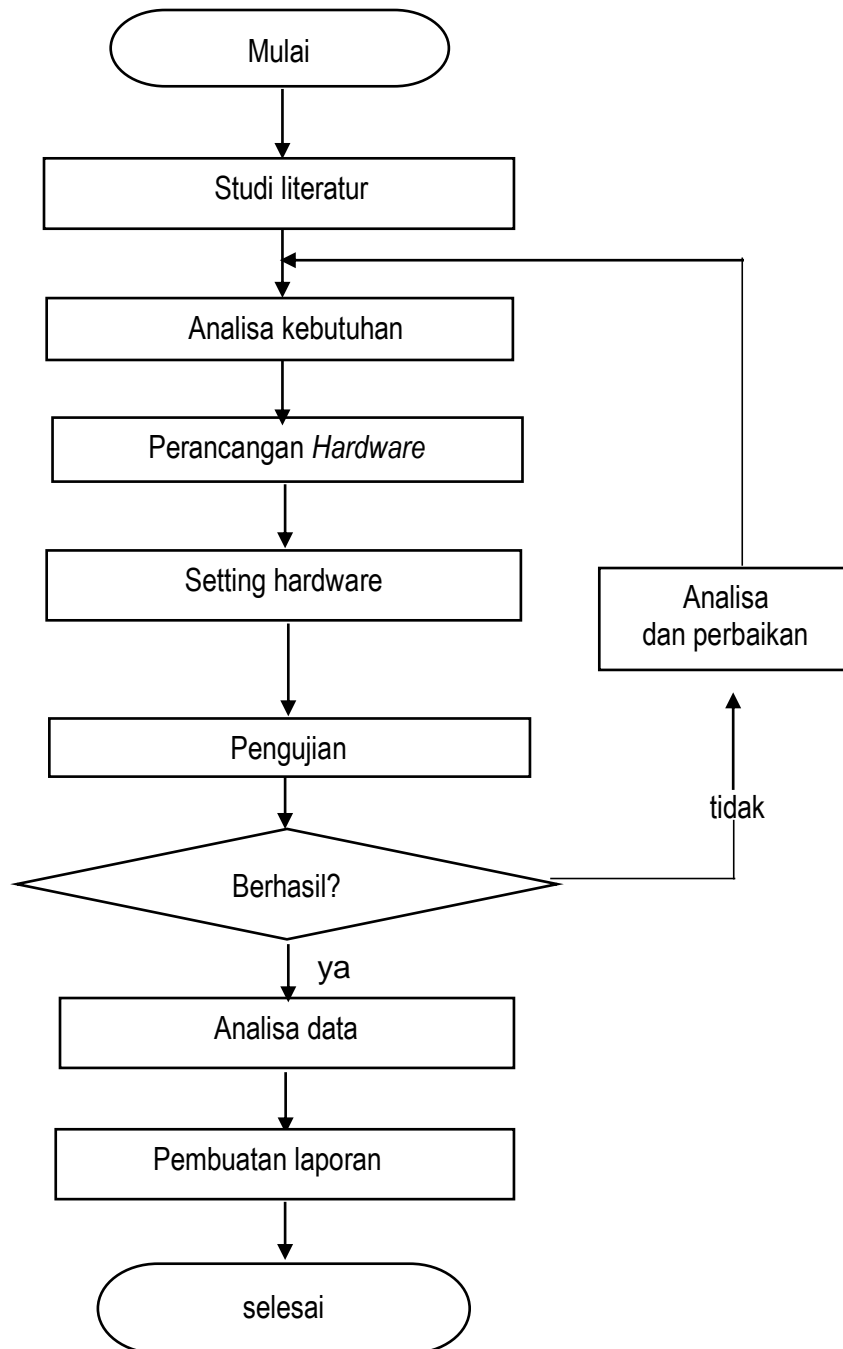 Mulai
Studi literatur
Analisa kebutuhan
Perancangan Hardware
Setting hardware
Analisa
dan perbaikan
Pengujian
tidak
Berhasil?
ya
Analisa data
Pembuatan laporan
selesai